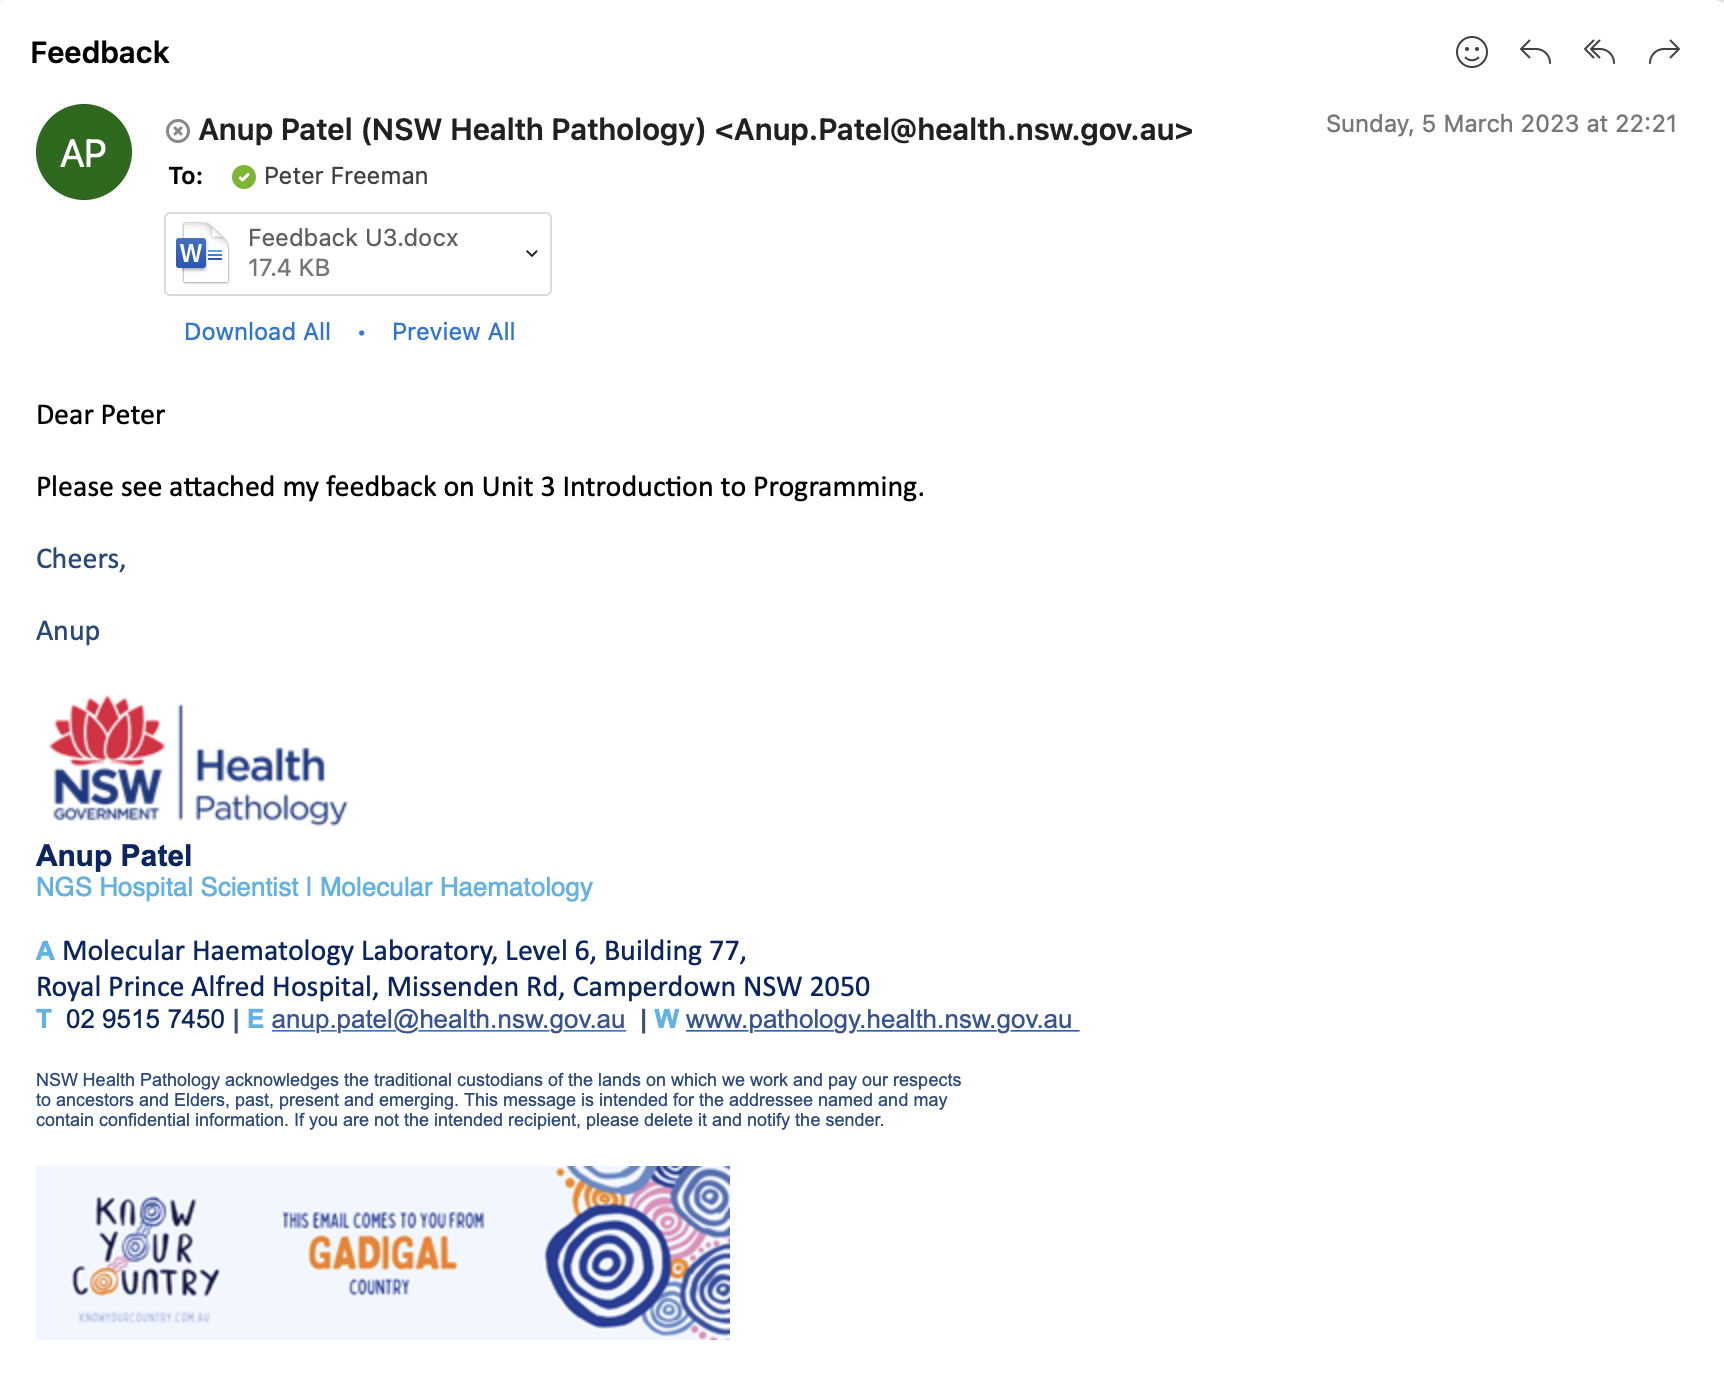 Feedback
AP
Anup Patel (NSW Health Pathology) <Anup.Patel@health.nsw.gov.au>
Sunday, 5 March 2023 at 22:21
To: Peter Freeman
W
Feedback U3.docx
17.4 KB
Download All • Preview All
Dear Peter
Please see attached my feedback on Unit 3 Introduction to Programming.
Cheers,
Anup
NSW
GOVERNMENT
Health
Pathology
Anup Patel
NGS Hospital Scientist | Molecular Haematology
A Molecular Haematology Laboratory, Level 6, Building 77,
Royal Prince Alfred Hospital, Missenden Rd, Camperdown NSW 2050
T 02 9515 7450 | E anup.patel@health.nsw.gov.au | W www.pathology.health.nsw.gov.au
NSW Health Pathology acknowledges the traditional custodians of the lands on which we work and pay our respects
to ancestors and Elders, past, present and emerging. This message is intended for the addressee named and may
contain confidential information. If you are not the intended recipient, please delete it and notify the sender.
KNOW
YOUR
COUNTRY
KNOWYOURCOUNTRY.COM.AU
THIS EMAIL COMES TO YOU FROM
GADIGAL
COUNTRY